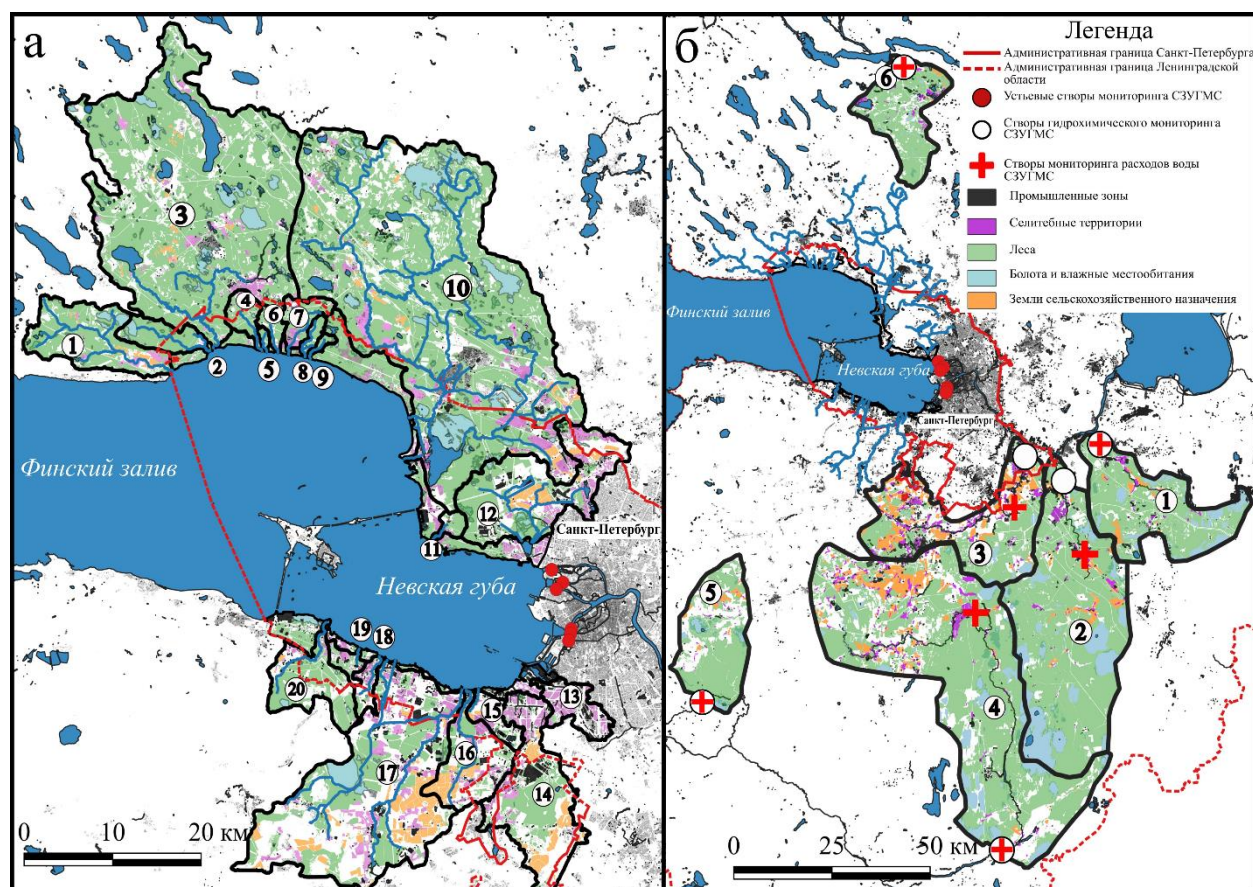 а
3
10
4
6
7
1
2
5
8
9
Финский залив
12
Санкт-Петербург
11
Невская губа
19
18
20
13
15
17
16
14
0
10
20 км
б
6
Легенда
Административная граница Санкт-Петербурга
Административная граница Ленинградской
области
Устьевые створы мониторинга СЗУГМС
Створы гидрохимического мониторинга
СЗУГМС
Створы мониторинга расходов воды
СЗУГМС
Промышленные зоны
Селитебные территории
Леса
Болота и влажные местообитания
Земли сельскохозяйственного назначения
Финский залив
Невская губа
Санкт-Петербург
1
3
5
2
4
0
25
50 км